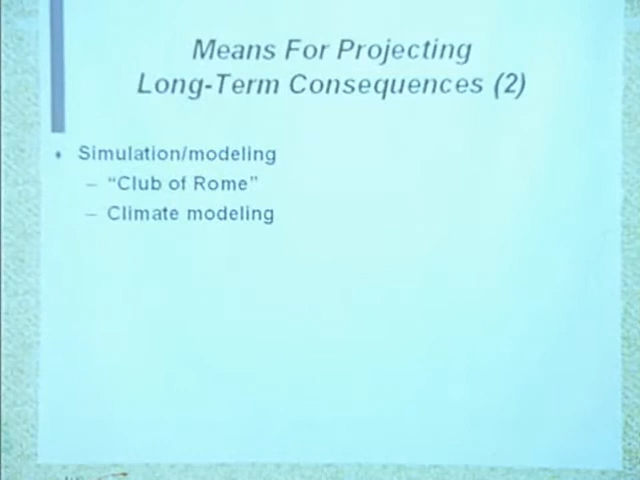 Means For Projecting
Long-Term Consequences (2)
♦ Simulation/modeling
– "Club of Rome"
– Climate modeling